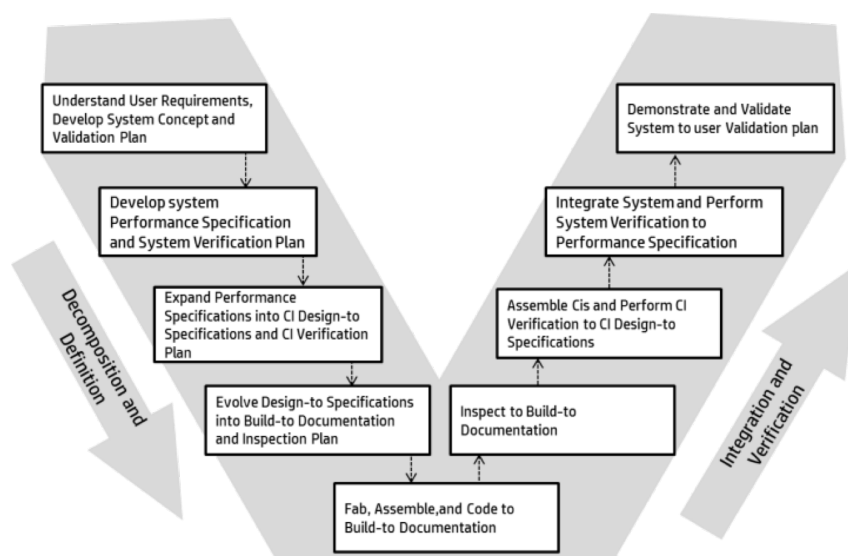 Understand User Requirements,
Develop System Concept and
Validation Plan
Demonstrate and Validate
System to user Validation plan
Develop system
Performance Specification
and System Verification Plan
Integrate System and Perform
System Verification to
Performance Specification
Expand Performance
Specifications into CI Design-to
Specifications and CI Verification
Plan
Assemble Cis and Perform CI
Verification to CI Design-to
Specifications
Evolve Design-to Specifications
into Build-to Documentation
and Inspection Plan
Inspect to Build-to
Documentation
Fab, Assemble,and Code to
Build-to Documentation
Decomposition and
Definition
Integration and
Verification